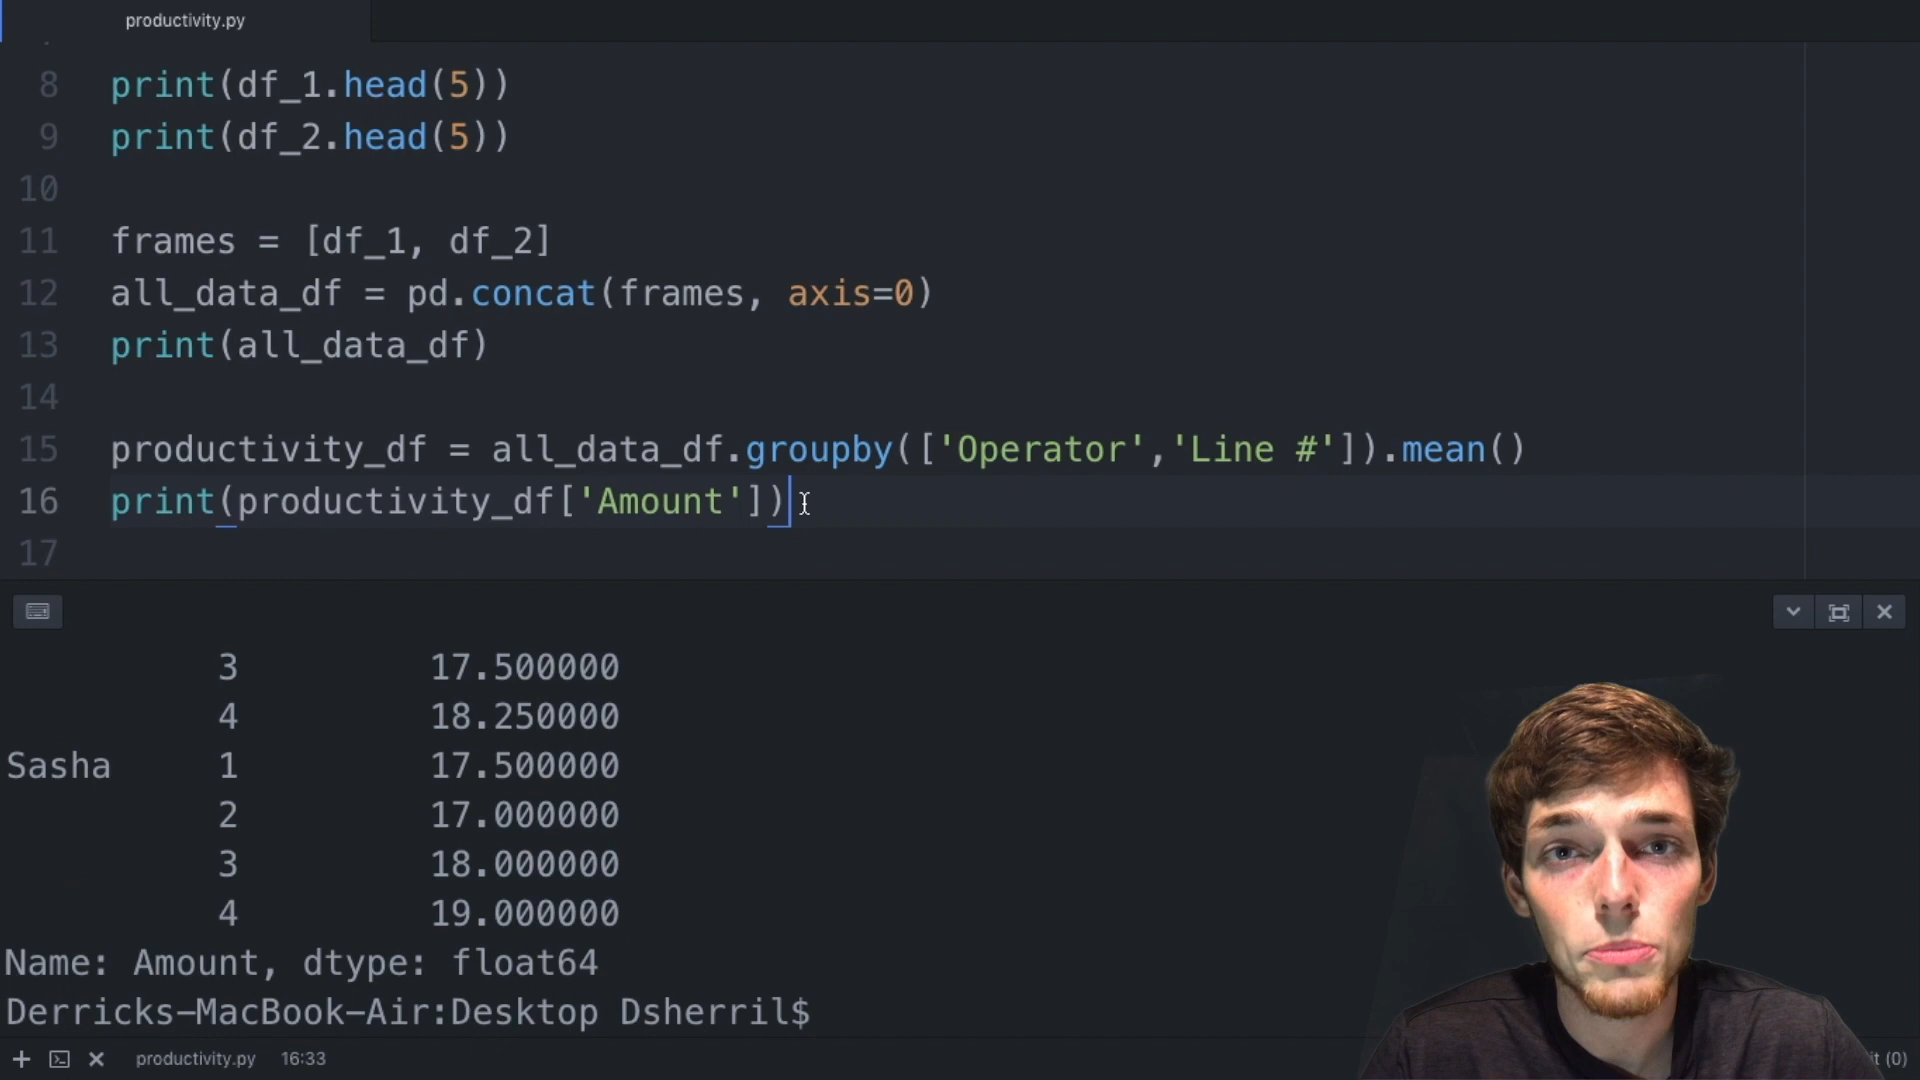 productivity.py
8 print(df_1.head(5))
9 print(df_2.head(5))
10
11 frames = [df_1, df_2]
12 all_data_df = pd.concat(frames, axis=0)
13 print(all_data_df)
14
15 productivity_df = all_data_df.groupby(['Operator','Line #']).mean()
16 print(productivity_df['Amount'])
17
3 17.500000
4 18.250000
Sasha 1 17.500000
2 17.000000
3 18.000000
4 19.000000
Name: Amount, dtype: float64
Derricks-MacBook-Air:Desktop Dsherril$
productivity.py 16:33 (0)